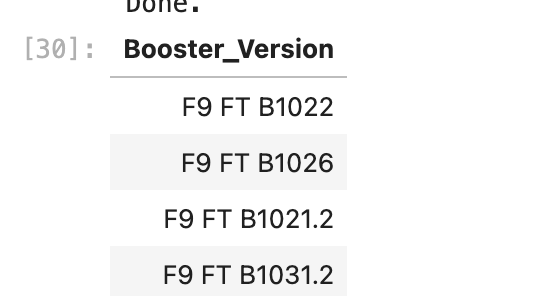 Done.
[30]: Booster_Version
F9 FT B1022
F9 FT B1026
F9 FT B1021.2
F9 FT B1031.2